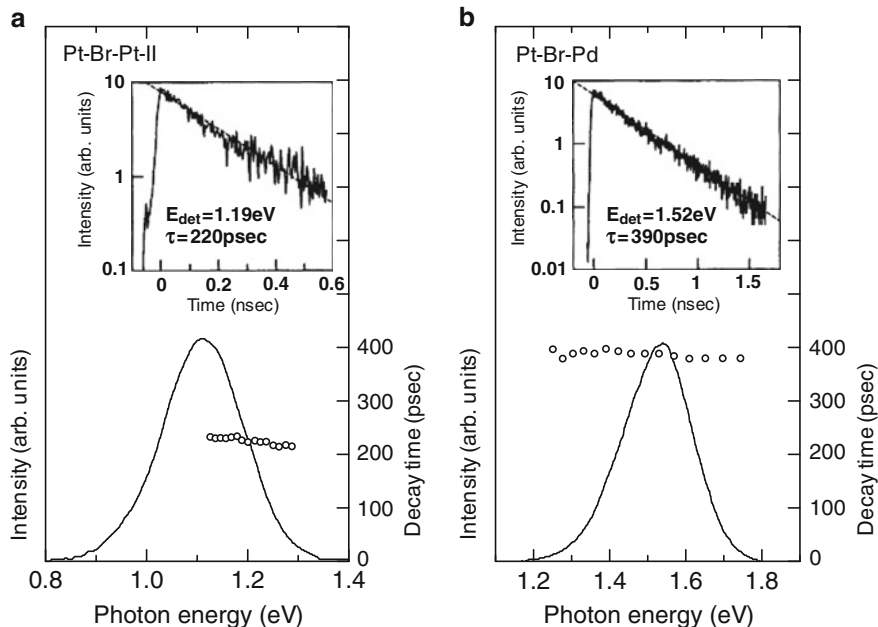 a
Pt-Br-Pt-II
Intensity (arb. units)
10
1
0.1
E_det=1.19eV
τ=220psec
0 0.2 0.4 0.6
Time (nsec)
Intensity (arb. units)
400
300
200
100
0
Decay time (psec)
0.8 1.0 1.2 1.4
Photon energy (eV)
b
Pt-Br-Pd
Intensity (arb. units)
10
1
0.1
0.01
E_det=1.52eV
τ=390psec
0 0.5 1 1.5
Time (nsec)
Intensity (arb. units)
400
300
200
100
0
Decay time (psec)
1.2 1.4 1.6 1.8
Photon energy (eV)